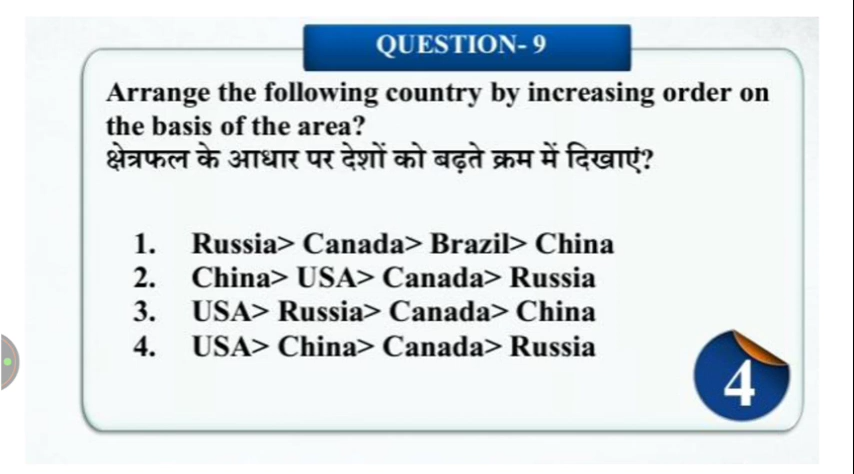 QUESTION- 9
Arrange the following country by increasing order on
the basis of the area?
क्षेत्रफल के आधार पर देशों को बढ़ते क्रम में दिखाएं?
1. Russia> Canada> Brazil> China
2. China> USA> Canada> Russia
3. USA> Russia> Canada> China
4. USA> China> Canada> Russia
4